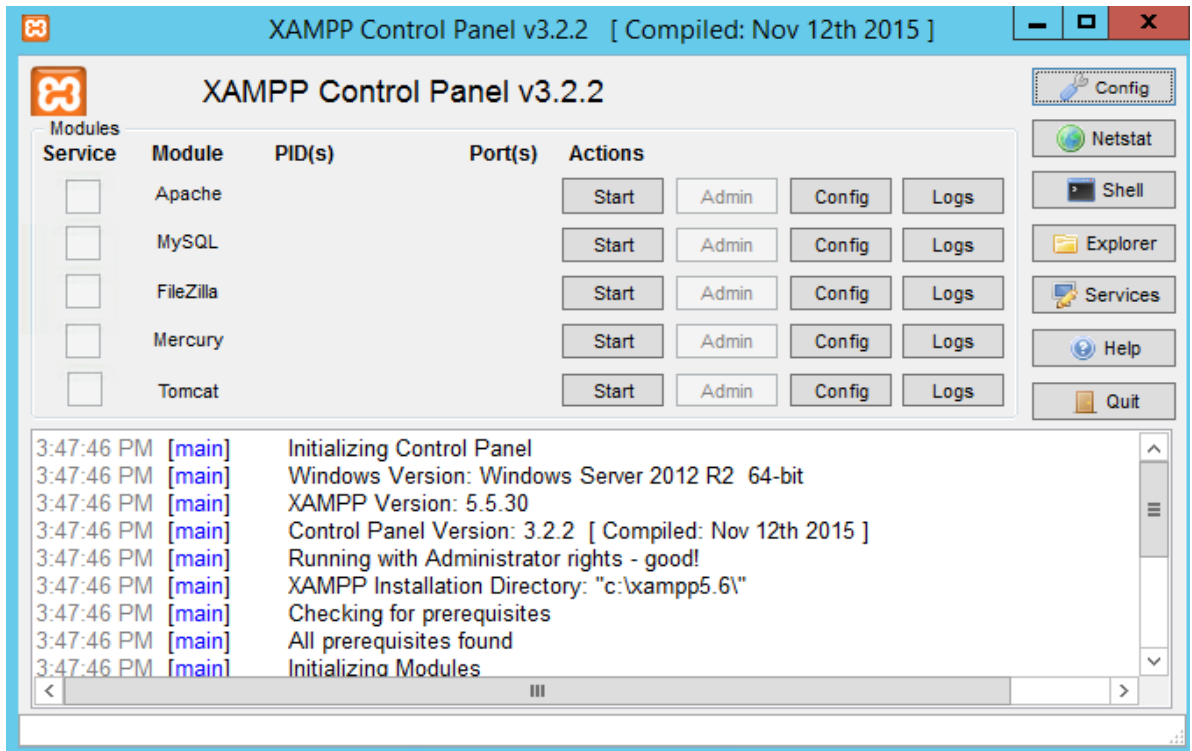 XAMPP Control Panel v3.2.2 [ Compiled: Nov 12th 2015 ]
XAMPP Control Panel v3.2.2
Config
Modules
Netstat
Service Module PID(s) Port(s) Actions
Apache Start Admin Config Logs
Shell
MySQL Start Admin Config Logs
Explorer
FileZilla Start Admin Config Logs
Services
Mercury Start Admin Config Logs
Help
Tomcat Start Admin Config Logs
Quit
3:47:46 PM [main] Initializing Control Panel
3:47:46 PM [main] Windows Version: Windows Server 2012 R2 64-bit
3:47:46 PM [main] XAMPP Version: 5.5.30
3:47:46 PM [main] Control Panel Version: 3.2.2 [ Compiled: Nov 12th 2015 ]
3:47:46 PM [main] Running with Administrator rights - good!
3:47:46 PM [main] XAMPP Installation Directory: "c:\xampp5.6\"
3:47:46 PM [main] Checking for prerequisites
3:47:46 PM [main] All prerequisites found
3:47:46 PM [main] Initializing Modules